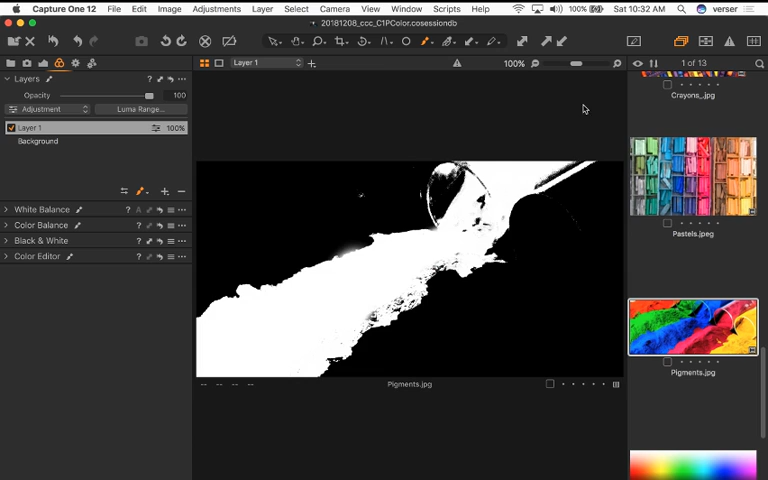 Capture One 12 File Edit Image Adjustments Layer Select Camera View Window Scripts Help 100% Sat 10:32 AM verser
20181208_ccc_C1PColor.cosessiondb
Layer 1 100% 1 of 13
Layers
Opacity 100
Adjustment Luma Range...
Layer 1 100%
Background
White Balance
Color Balance
Black & White
Color Editor
Pigments.jpg
Crayons_.jpg
Pastels.jpeg
Pigments.jpg